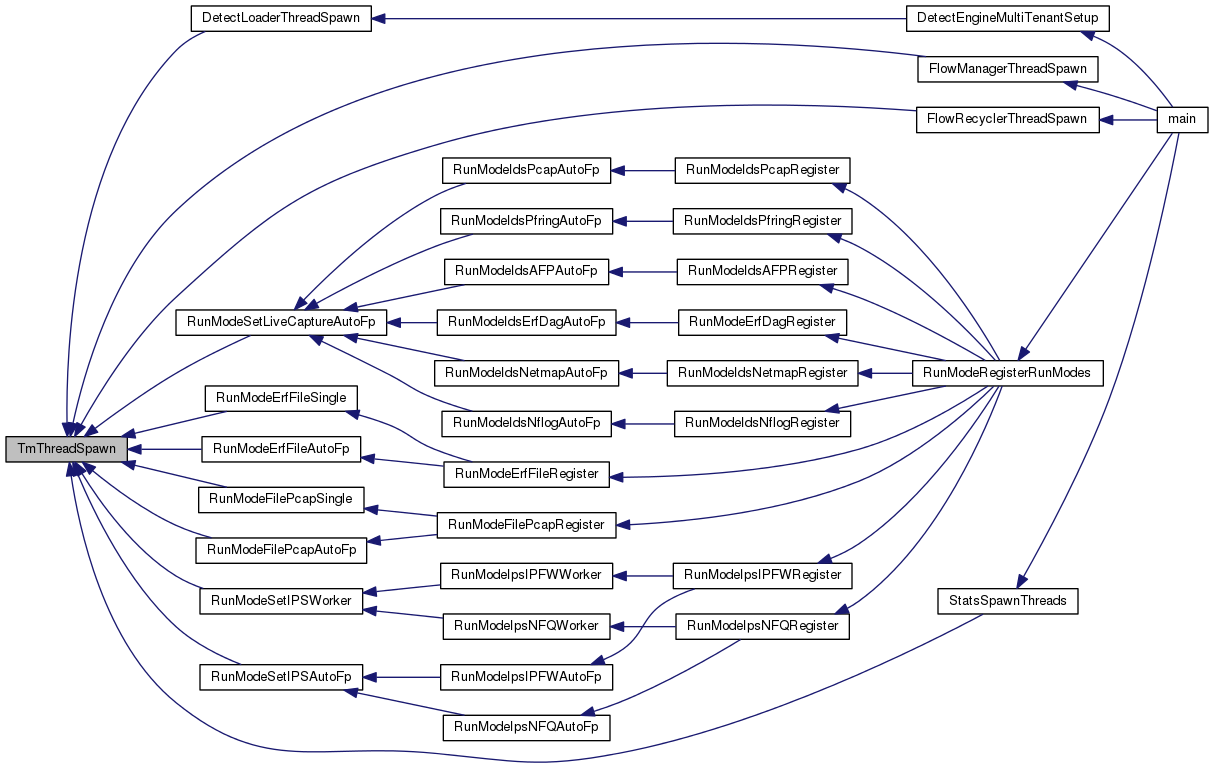 DetectLoaderThreadSpawn
DetectEngineMultiTenantSetup
FlowManagerThreadSpawn
FlowRecyclerThreadSpawn
main
RunModeIdsPcapAutoFp
RunModeIdsPcapRegister
RunModeIdsPfringAutoFp
RunModeIdsPfringRegister
RunModeIdsAFPAutoFp
RunModeIdsAFPRegister
RunModeSetLiveCaptureAutoFp
RunModeIdsErfDagAutoFp
RunModeErfDagRegister
RunModeIdsNetmapAutoFp
RunModeIdsNetmapRegister
RunModeRegisterRunModes
RunModeErfFileSingle
RunModeIdsNflogAutoFp
RunModeIdsNflogRegister
TmThreadSpawn
RunModeErfFileAutoFp
RunModeErfFileRegister
RunModeFilePcapSingle
RunModeFilePcapRegister
RunModeFilePcapAutoFp
RunModeIpsIPFWWorker
RunModeIpsIPFWRegister
RunModeSetIPSWorker
StatsSpawnThreads
RunModeIpsNFQWorker
RunModeIpsNFQRegister
RunModeSetIPSAutoFp
RunModeIpsIPFWAutoFp
RunModeIpsNFQAutoFp